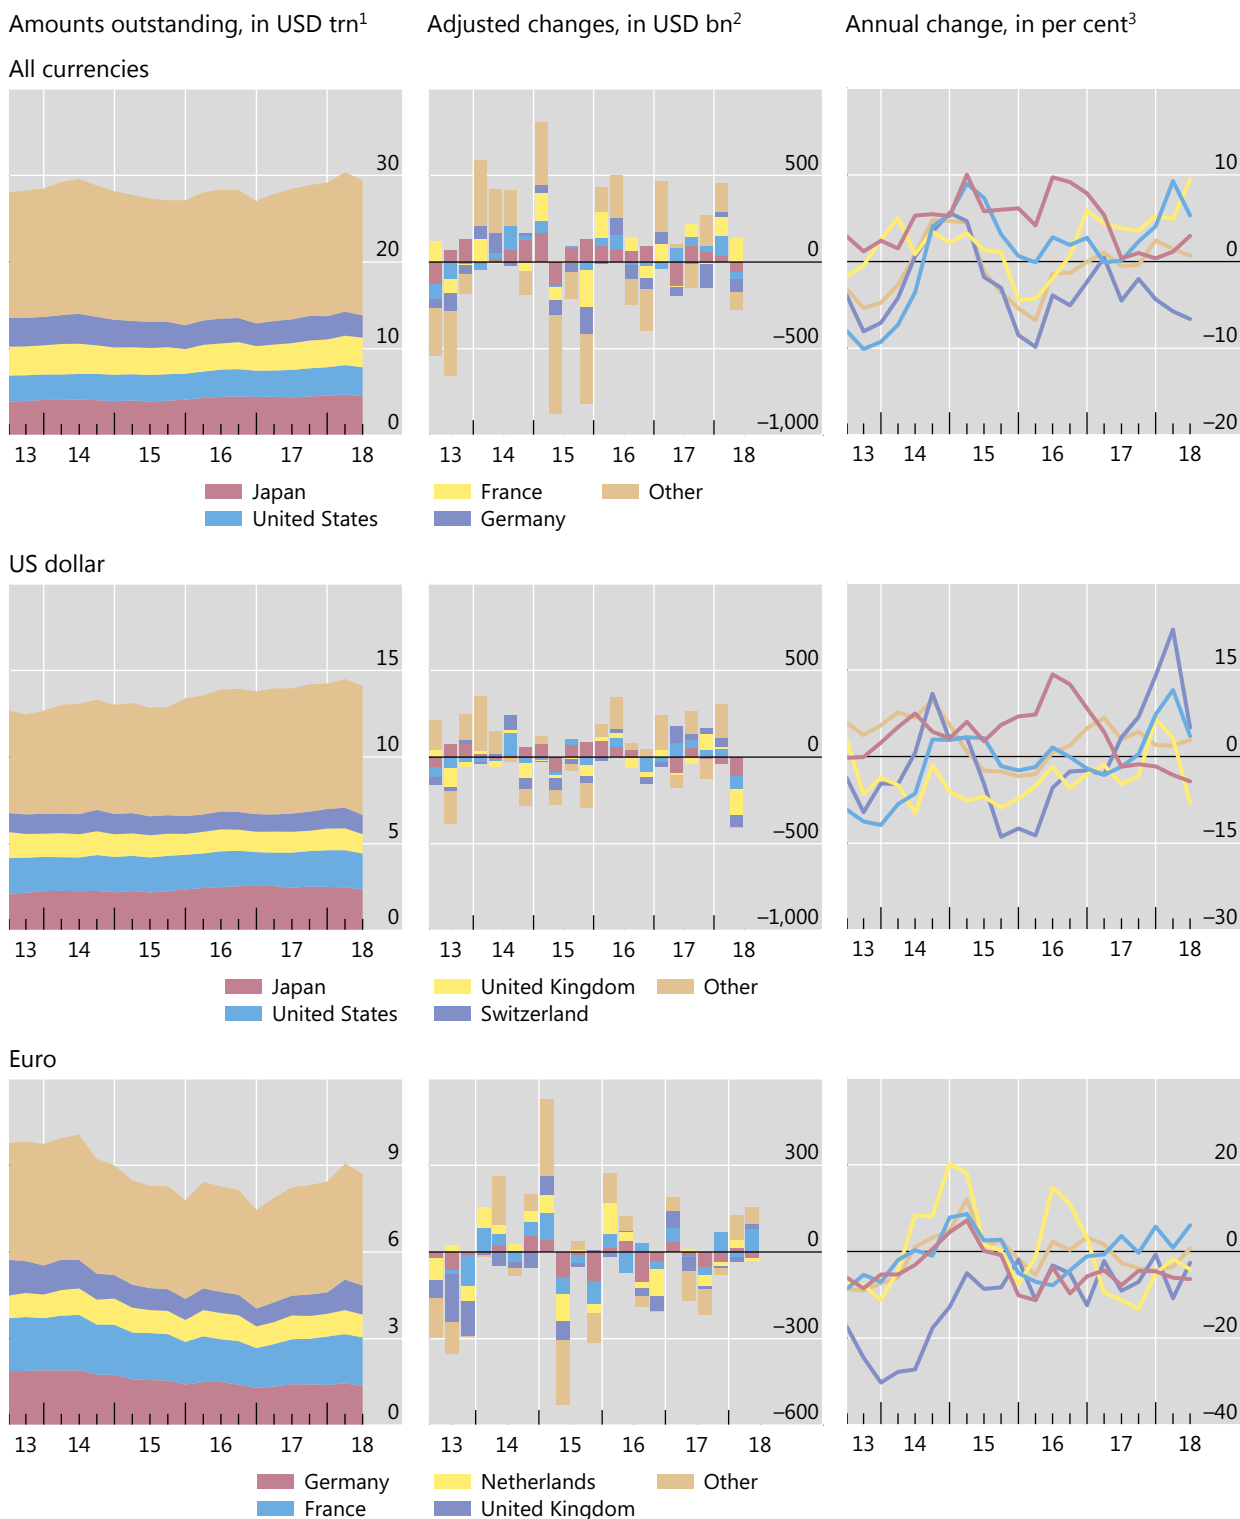 Amounts outstanding, in USD trn¹ Adjusted changes, in USD bn² Annual change, in per cent³
All currencies
30 500 10
20 0 0
10 −500 −10
0 −1,000 −20
13 14 15 16 17 18 13 14 15 16 17 18 13 14 15 16 17 18
Japan France Other
United States Germany
US dollar
15 500 15
10 0 0
5 −500 −15
0 −1,000 −30
13 14 15 16 17 18 13 14 15 16 17 18 13 14 15 16 17 18
Japan United Kingdom Other
United States Switzerland
Euro
9 300 20
6 0 0
3 −300 −20
0 −600 −40
13 14 15 16 17 18 13 14 15 16 17 18 13 14 15 16 17 18
Germany Netherlands Other
France United Kingdom